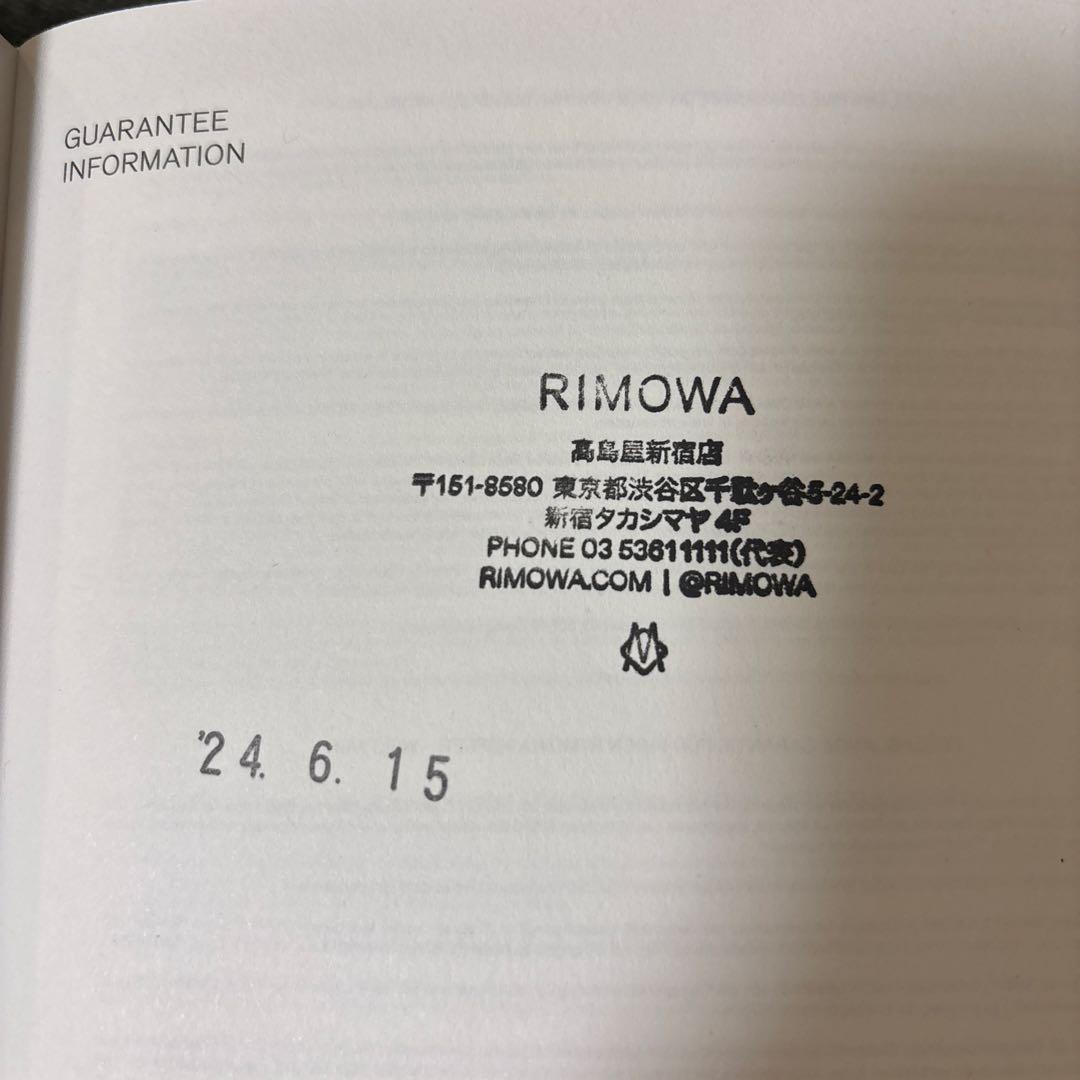 GUARANTEE
INFORMATION
RIMOWA
髙島屋新宿店
〒151-8580 東京都渋谷区千駄ヶ谷5-24-2
新宿タカシマヤ 4F
PHONE 03 5361 1111(代表)
RIMOWA.COM | @RIMOWA
'24. 6. 15